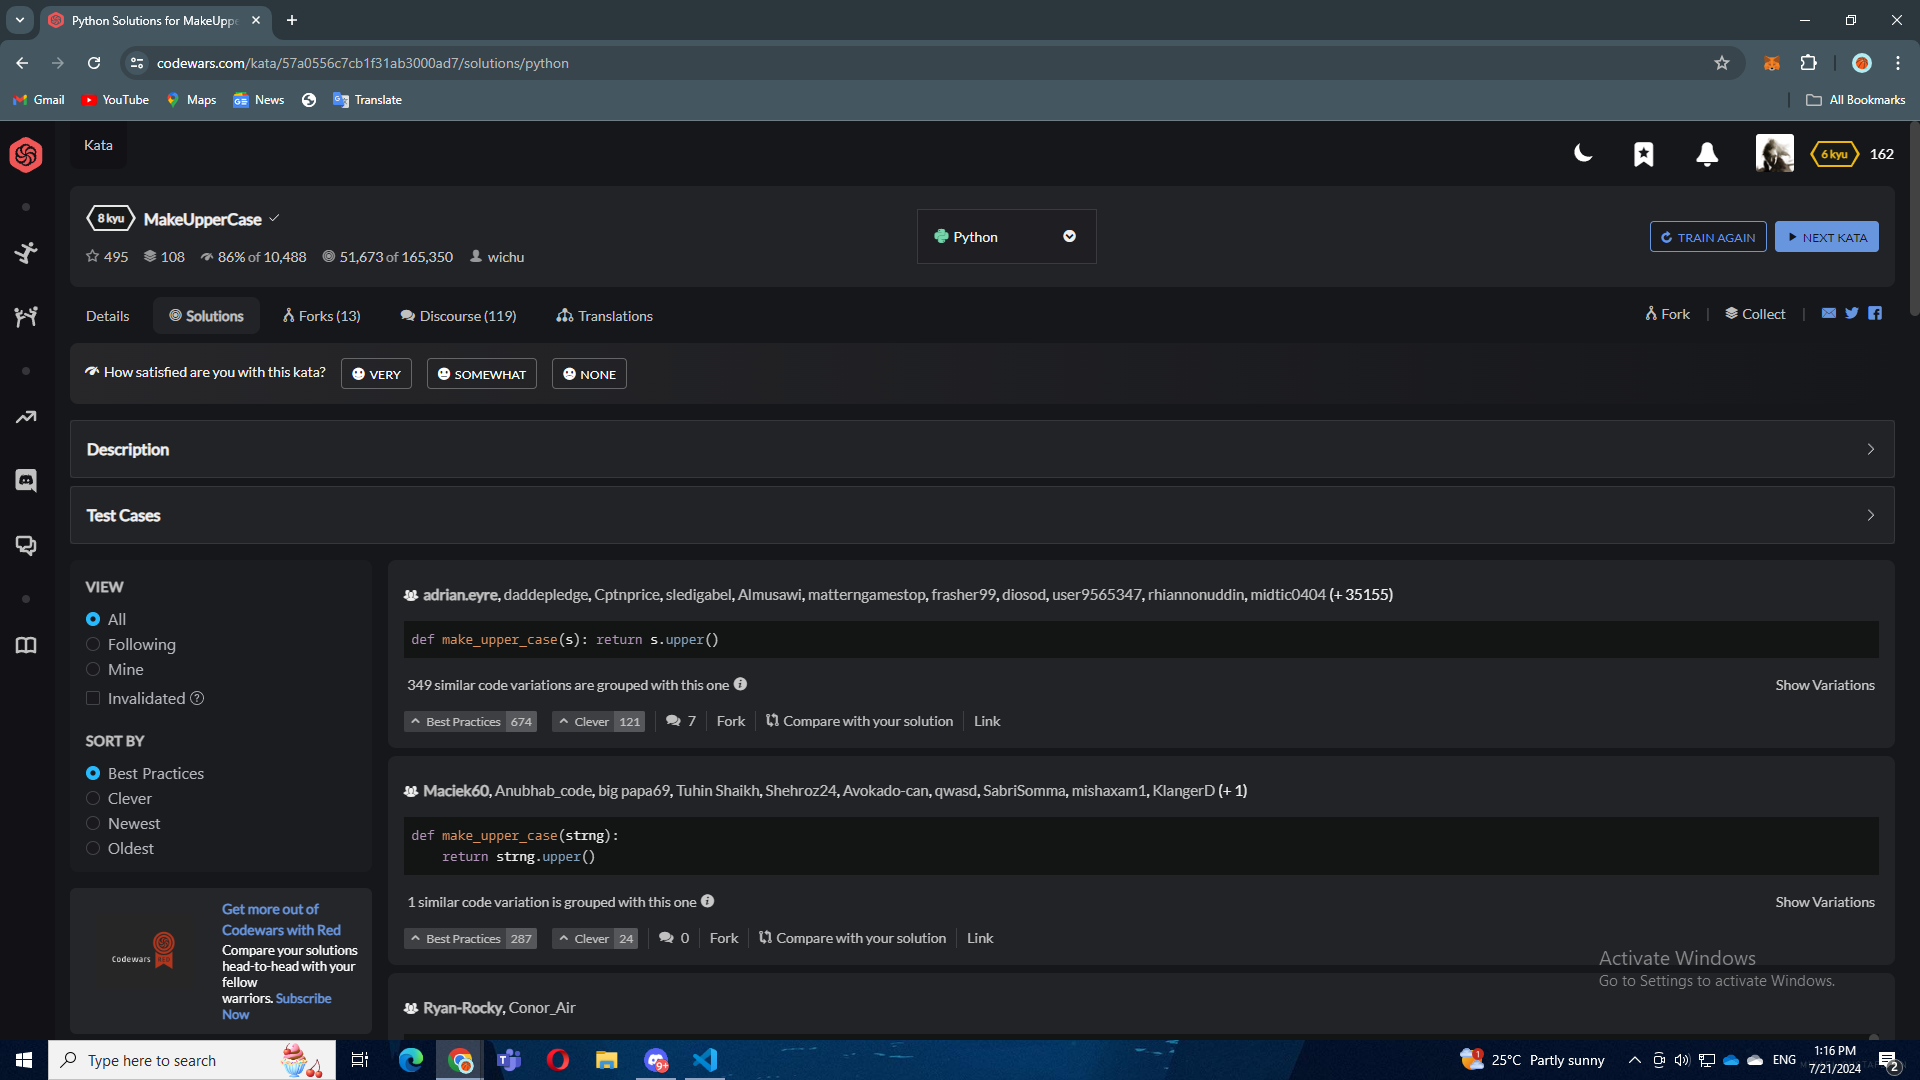 Python Solutions for MakeUppe
codewars.com/kata/57a0556c7cb1f31ab3000ad7/solutions/python
Gmail YouTube Maps News Translate All Bookmarks
Kata
6 kyu 162
8 kyu MakeUpperCase
495 108 86% of 10,488 51,673 of 165,350 wichu
Python
TRAIN AGAIN NEXT KATA
Details Solutions Forks (13) Discourse (119) Translations
Fork | Collect |
How satisfied are you with this kata? VERY SOMEWHAT NONE
Description
Test Cases
VIEW
All
Following
Mine
Invalidated
SORT BY
Best Practices
Clever
Newest
Oldest
Codewars RED
Get more out of
Codewars with Red
Compare your solutions
head-to-head with your
fellow
warriors. Subscribe
Now
adrian.eyre, daddepledge, Cptnprice, sledigabel, Almusawi, matterngamestop, frasher99, diosod, user9565347, rhiannonuddin, midtic0404 (+ 35155)
def make_upper_case(s): return s.upper()
349 similar code variations are grouped with this one Show Variations
Best Practices 674 Clever 121 7 Fork Compare with your solution Link
Maciek60, Anubhab_code, big papa69, Tuhin Shaikh, Shehroz24, Avokado-can, qwasd, SabriSomma, mishaxam1, KlangerD (+ 1)
def make_upper_case(strng):
return strng.upper()
1 similar code variation is grouped with this one Show Variations
Best Practices 287 Clever 24 0 Fork Compare with your solution Link
Ryan-Rocky, Conor_Air
Activate Windows
Go to Settings to activate Windows.
Type here to search
9+
1 25°C Partly sunny
ENG
1:16 PM
7/21/2024
2